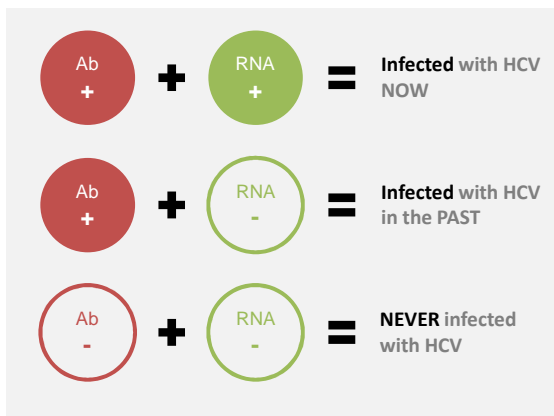 Ab
+
+
RNA
+
=
Infected with HCV
NOW
Ab
+
+
RNA
-
=
Infected with HCV
in the PAST
Ab
-
+
RNA
-
=
NEVER infected
with HCV